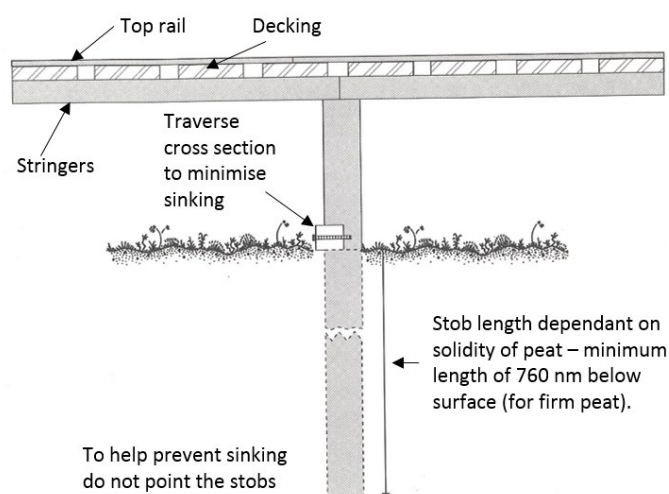 Top rail
Decking
Stringers
Traverse
cross section
to minimise
sinking
Stob length dependant on
solidity of peat – minimum
length of 760 nm below
surface (for firm peat).
To help prevent sinking
do not point the stobs